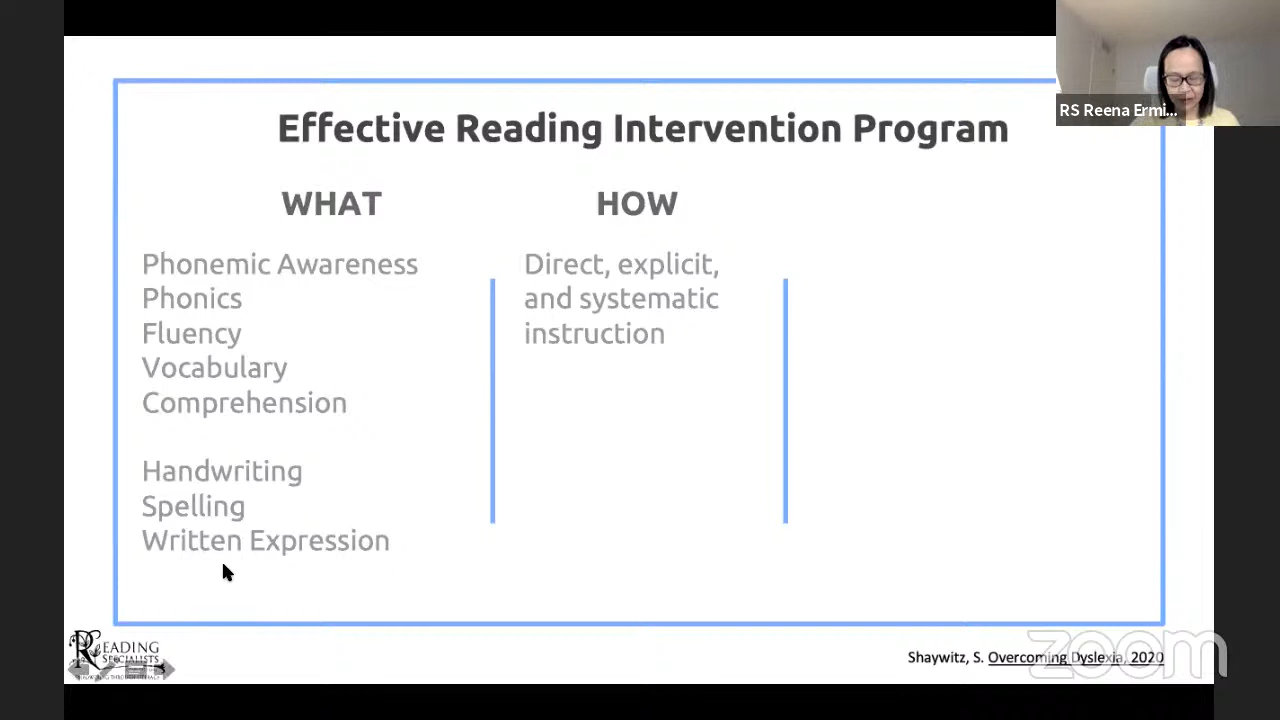 RS Reena Ermi...
Effective Reading Intervention Program
WHAT
HOW
Phonemic Awareness
Phonics
Fluency
Vocabulary
Comprehension
Handwriting
Spelling
Written Expression
Direct, explicit,
and systematic
instruction
READING
SPECIALISTS
Shaywitz, S. Overcoming Dyslexia, 2020
zoom